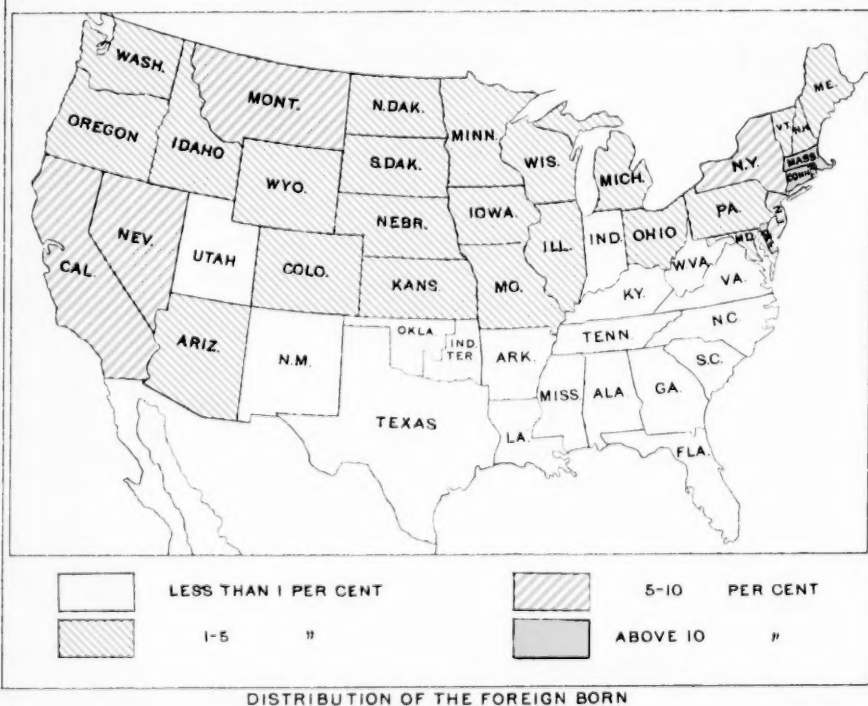 WASH.
MONT.
N.DAK.
MINN.
ME.
OREGON
IDAHO
S.DAK.
WIS.
MICH.
VT.
N.H.
N.Y.
MASS
CONN.
WYO.
NEBR.
IOWA.
PA.
N.J.
NEV.
UTAH
COLO.
ILL.
IND.
OHIO
MD.
CAL.
KANS.
MO.
W.VA.
VA.
KY.
ARIZ.
N.M.
OKLA.
IND.
TER.
ARK.
TENN.
N.C.
S.C.
MISS.
ALA.
GA.
TEXAS
LA.
FLA.
LESS THAN 1 PER CENT
5-10 PER CENT
1-5 "
ABOVE 10 "
DISTRIBUTION OF THE FOREIGN BORN